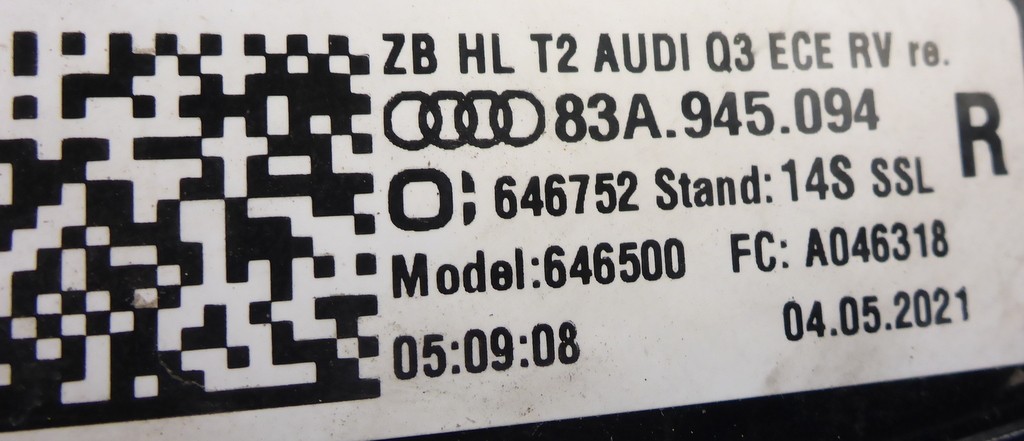 ZB HL T2 AUDI Q3 ECE RV re.
83A.945.094
R
646752 Stand:14S SSL
Model:646500 FC: A046318
05:09:08 04.05.2021